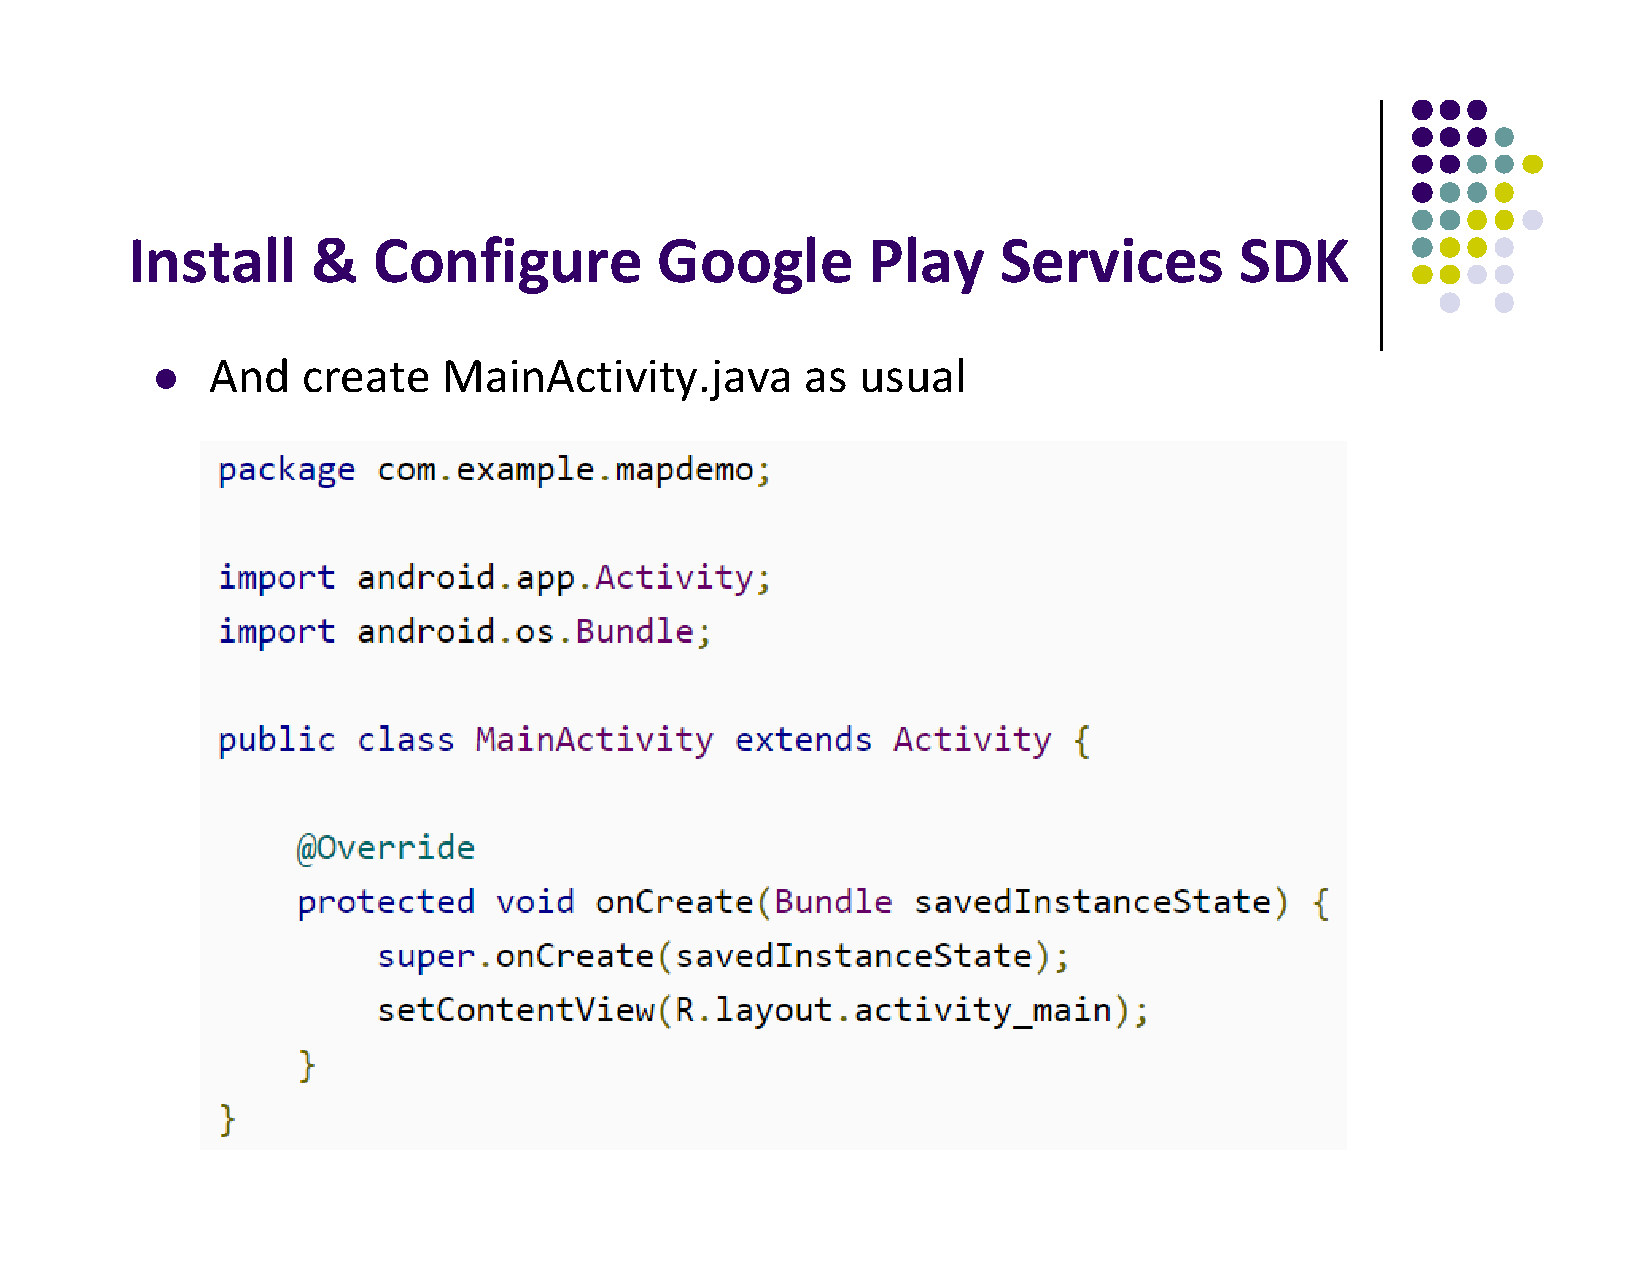 Install & Configure Google Play Services SDK
● And create MainActivity.java as usual
package com.example.mapdemo;
import android.app.Activity;
import android.os.Bundle;
public class MainActivity extends Activity {
@Override
protected void onCreate(Bundle savedInstanceState) {
super.onCreate(savedInstanceState);
setContentView(R.layout.activity_main);
}
}